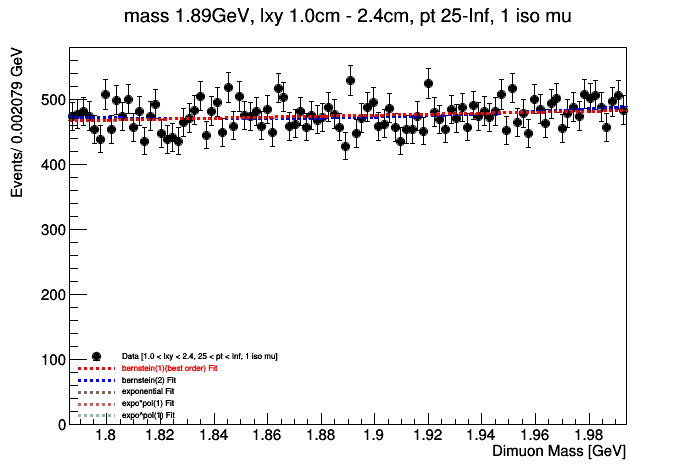 mass 1.89GeV, lxy 1.0cm - 2.4cm, pt 25-Inf, 1 iso mu
Events/ 0.002079 GeV
500
400
300
200
100
0
Data [1.0 < lxy < 2.4, 25 < pt < Inf, 1 iso mu]
bernstein(1)(best order) Fit
bernstein(2) Fit
exponential Fit
expo*pol(1) Fit
expo*pol(1) Fit
1.8 1.82 1.84 1.86 1.88 1.9 1.92 1.94 1.96 1.98
Dimuon Mass [GeV]